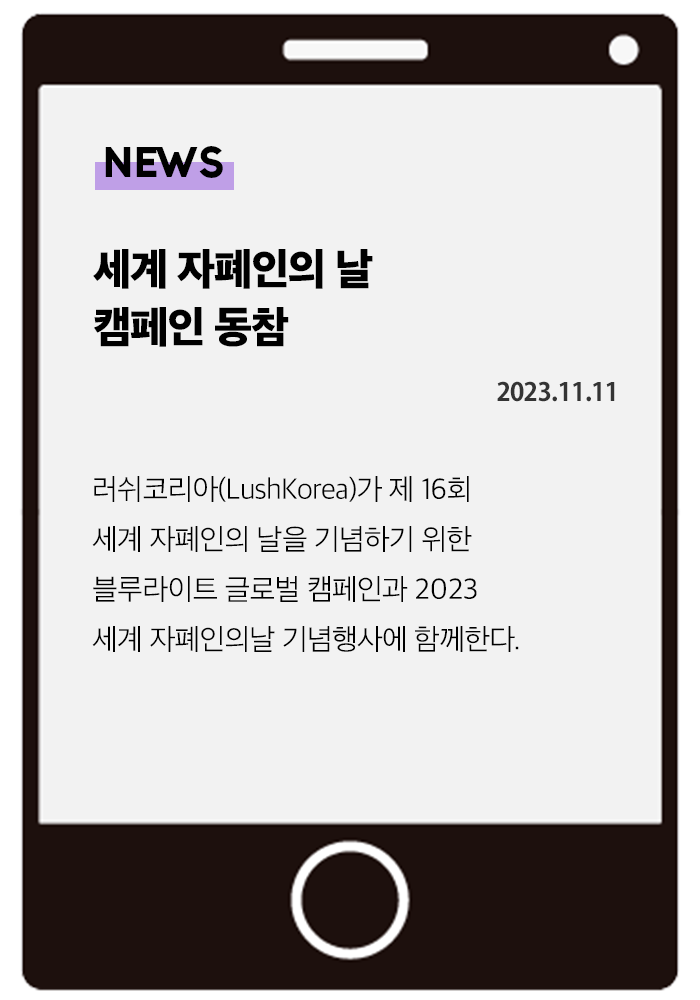 NEWS
세계 자폐인의 날
캠페인 동참
2023.11.11
러쉬코리아(LushKorea)가 제 16회
세계 자폐인의 날을 기념하기 위한
블루라이트 글로벌 캠페인과 2023
세계 자폐인의날 기념행사에 함께한다.